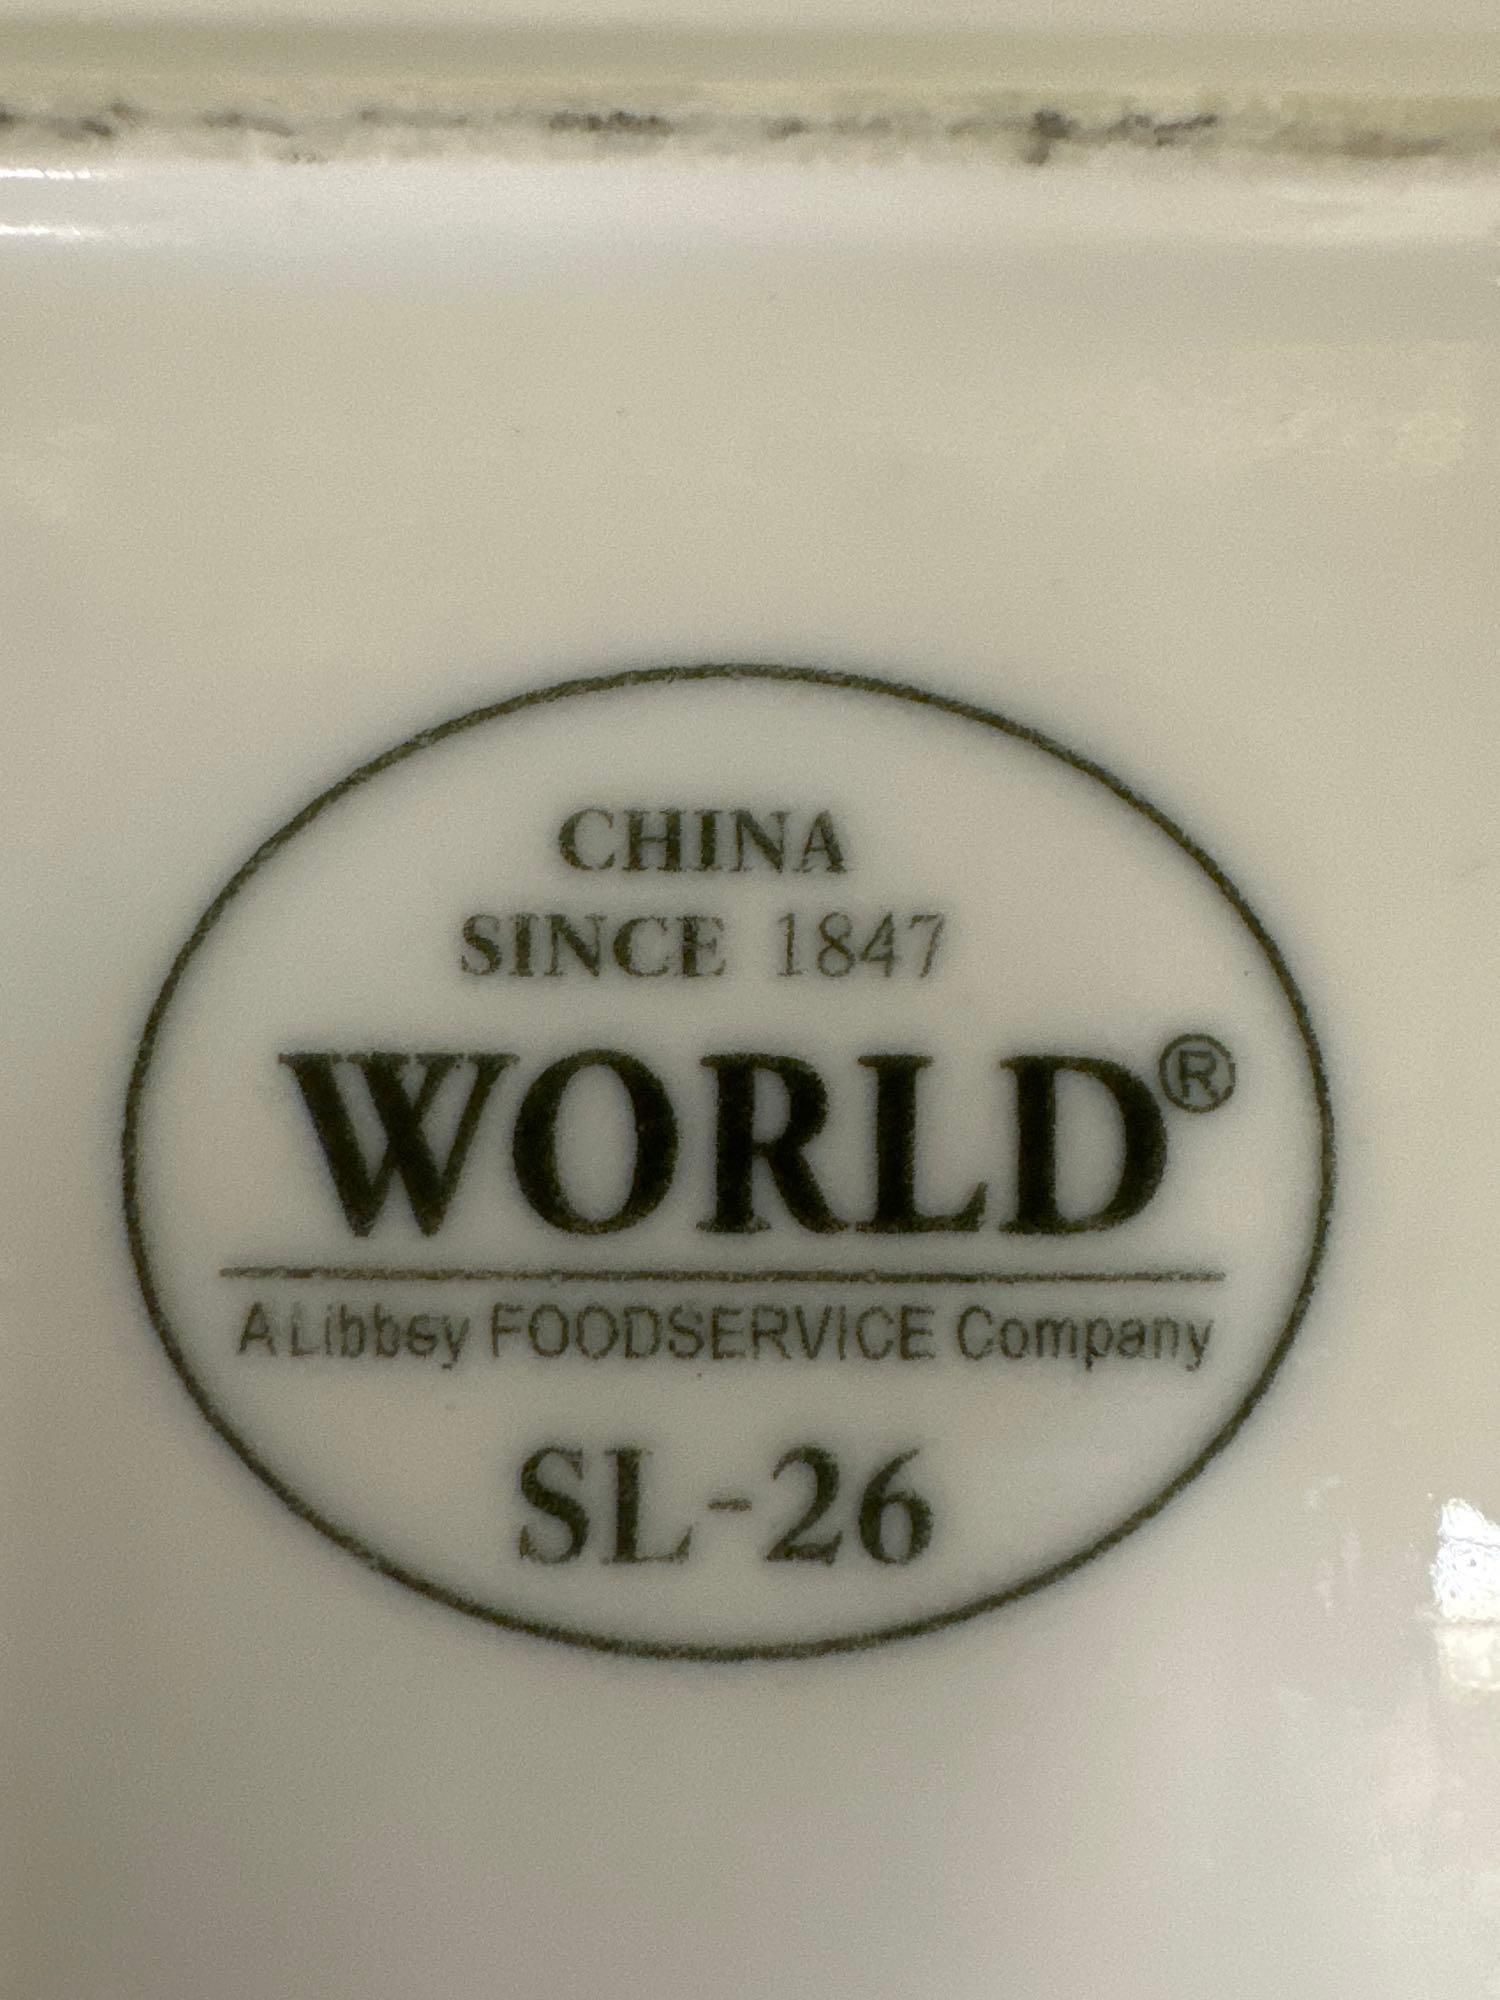 CHINA
SINCE 1847
WORLD®
A Libbey FOODSERVICE Company
SL-26